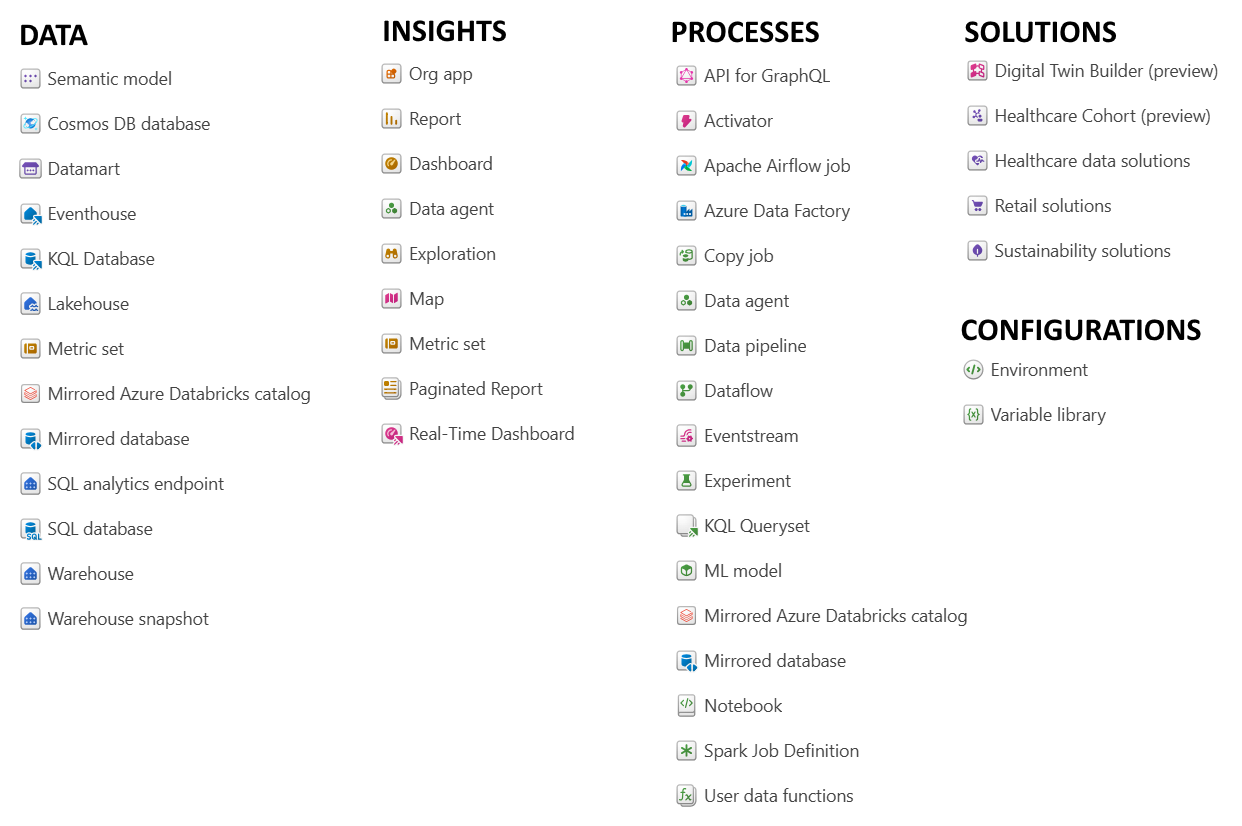 DATA
Semantic model
Cosmos DB database
Datamart
Eventhouse
KQL Database
Lakehouse
Metric set
Mirrored Azure Databricks catalog
Mirrored database
SQL analytics endpoint
SQL database
Warehouse
Warehouse snapshot
INSIGHTS
Org app
Report
Dashboard
Data agent
Exploration
Map
Metric set
Paginated Report
Real-Time Dashboard
PROCESSES
API for GraphQL
Activator
Apache Airflow job
Azure Data Factory
Copy job
Data agent
Data pipeline
Dataflow
Eventstream
Experiment
KQL Queryset
ML model
Mirrored Azure Databricks catalog
Mirrored database
Notebook
Spark Job Definition
User data functions
SOLUTIONS
Digital Twin Builder (preview)
Healthcare Cohort (preview)
Healthcare data solutions
Retail solutions
Sustainability solutions
CONFIGURATIONS
Environment
Variable library